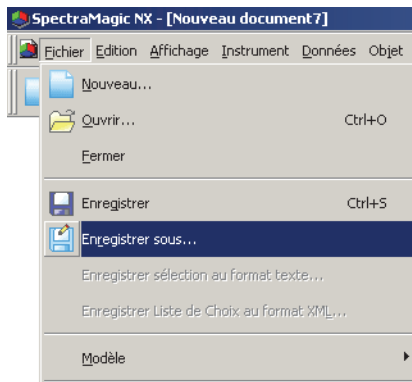 SpectraMagic NX - [Nouveau document7]
Fichier Edition Affichage Instrument Données Objet
Nouveau...
Ouvrir... Ctrl+O
Fermer
Enregistrer Ctrl+S
Enregistrer sous...
Enregistrer sélection au format texte...
Enregistrer Liste de Choix au format XML...
Modèle